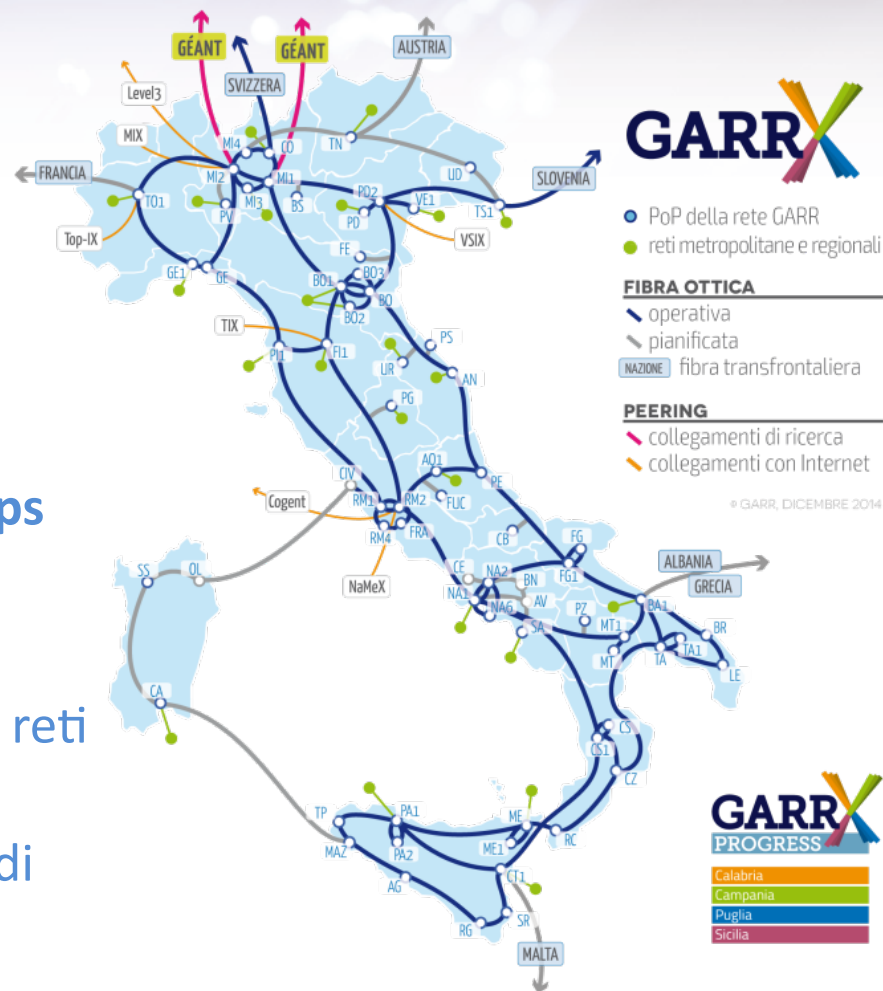 GÉANT
GÉANT
AUSTRIA
SVIZZERA
Level3
MIX
MI4
CO
TN
UD
FRANCIA
MI2
MI1
SLOVENIA
TO1
PV
MI3
BS
PD2
PD
VE1
TS1
Top-IX
VSIX
GE1
GE
FE
BO1
BO3
BO
BO2
TIX
PI1
FI1
PS
UR
AN
PG
CIV
AQ1
PE
Cogent
RM1
RM2
FUC
RM4
FRA
CB
FG
NaMeX
CE
NA2
BN
FG1
ALBANIA
GRECIA
SS
OL
NA1
NA6
AV
PZ
BA1
SA
MT1
BR
MT
TA
TA1
LE
CA
CS
CS1
CZ
TP
PA1
ME
RC
MAZ
PA2
ME1
AG
CT1
RG
SR
MALTA
ps
reti
di
GARR X
PoP della rete GARR
reti metropolitane e regionali
FIBRA OTTICA
operativa
pianificata
NAZIONE fibra transfrontaliera
PEERING
collegamenti di ricerca
collegamenti con Internet
© GARR, DICEMBRE 2014
GARR X
PROGRESS
Calabria
Campania
Puglia
Sicilia